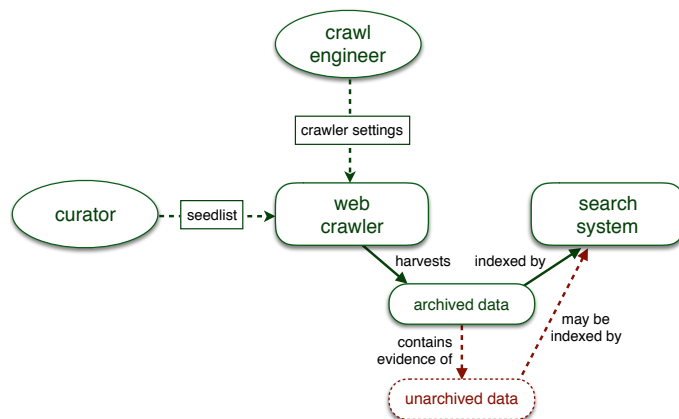 crawl
engineer
crawler settings
curator
seedlist
web
crawler
search
system
harvests
indexed by
archived data
contains
evidence of
may be
indexed by
unarchived data